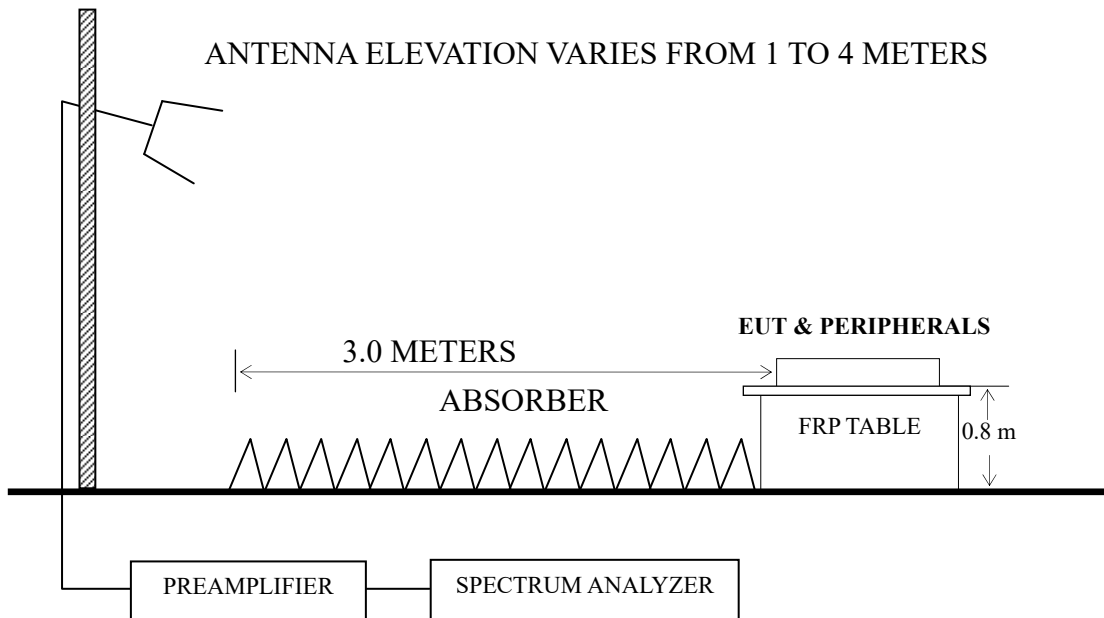 ANTENNA ELEVATION VARIES FROM 1 TO 4 METERS
EUT & PERIPHERALS
3.0 METERS
ABSORBER
FRP TABLE
0.8 m
PREAMPLIFIER
SPECTRUM ANALYZER